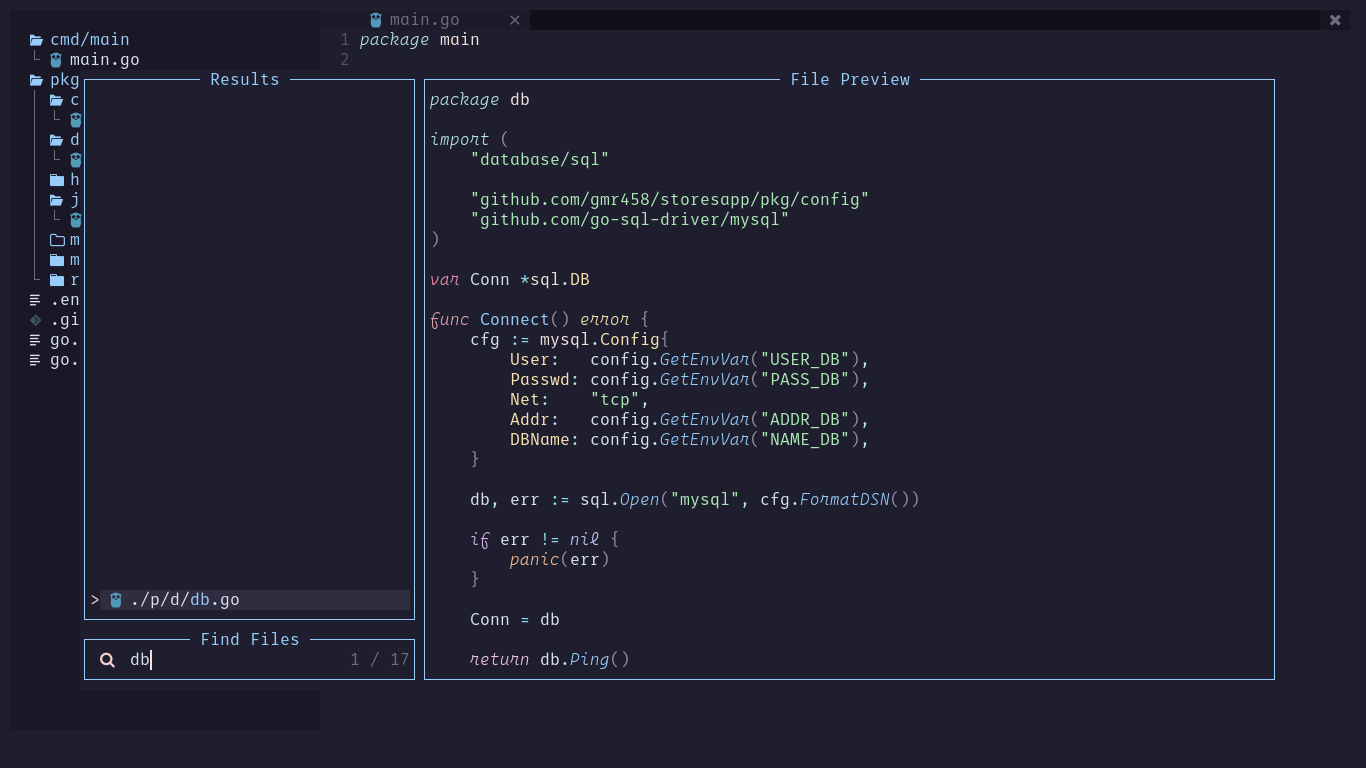 main.go ✕ ✖
cmd/main
└ main.go
pkg
c
d
h
j
m
m
r
.en
.gi
go.
go.
1 package main
2
Results
> ./p/d/db.go
Find Files
db 1 / 17
File Preview
package db

import (
    "database/sql"

    "github.com/gmr458/storesapp/pkg/config"
    "github.com/go-sql-driver/mysql"
)

var Conn *sql.DB

func Connect() error {
    cfg := mysql.Config{
        User:   config.GetEnvVar("USER_DB"),
        Passwd: config.GetEnvVar("PASS_DB"),
        Net:    "tcp",
        Addr:   config.GetEnvVar("ADDR_DB"),
        DBName: config.GetEnvVar("NAME_DB"),
    }

    db, err := sql.Open("mysql", cfg.FormatDSN())

    if err != nil {
        panic(err)
    }

    Conn = db

    return db.Ping()